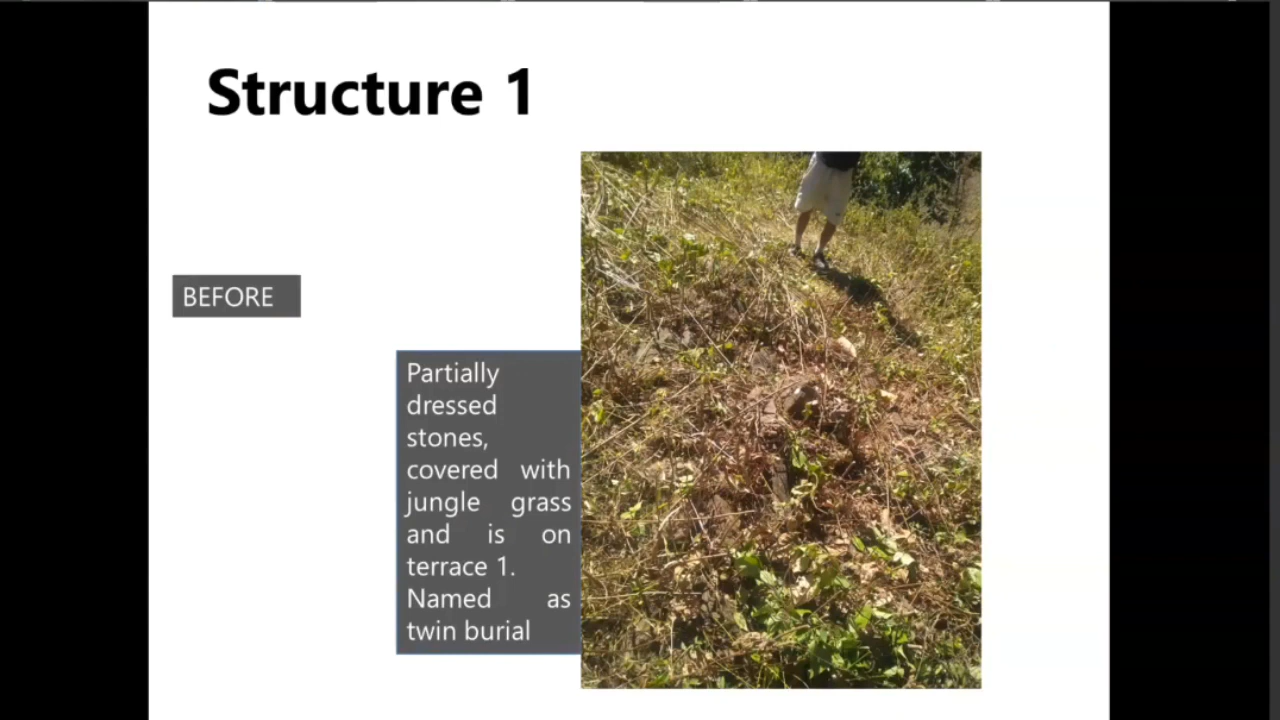 Structure 1
BEFORE
Partially
dressed
stones,
covered with
jungle grass
and is on
terrace 1.
Named as
twin burial